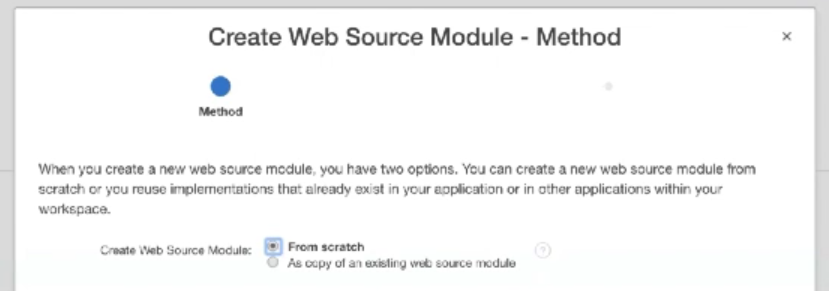 Create Web Source Module - Method
×
Method
When you create a new web source module, you have two options. You can create a new web source module from
scratch or you reuse implementations that already exist in your application or in other applications within your
workspace.
Create Web Source Module: From scratch ?
As copy of an existing web source module